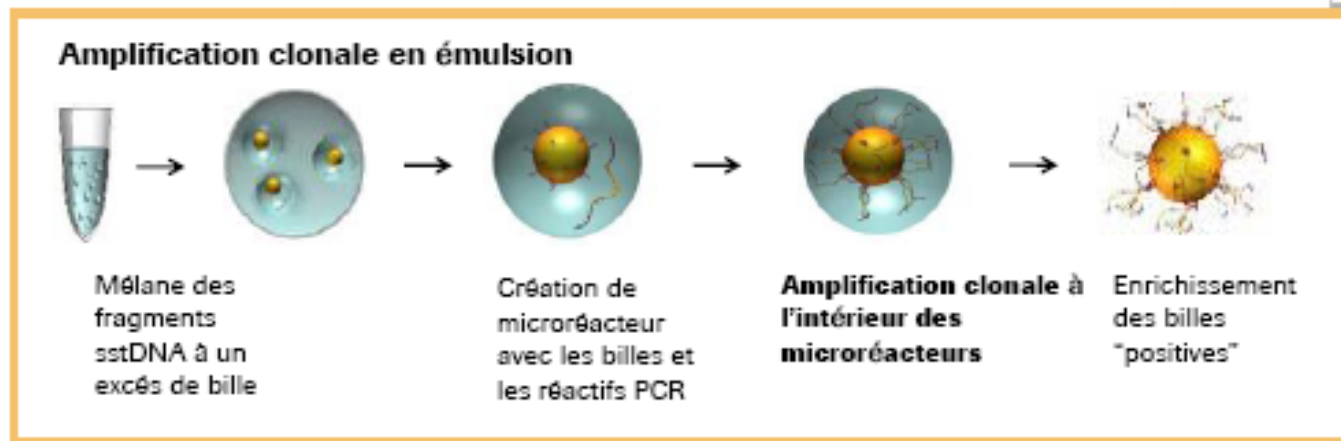 Amplification clonale en émulsion
Mélane des
fragments
sstDNA à un
excés de bille
Création de
microréacteur
avec les billes et
les réactifs PCR
Amplification clonale à
l'intérieur des
microréacteurs
Enrichissement
des billes
"positives"